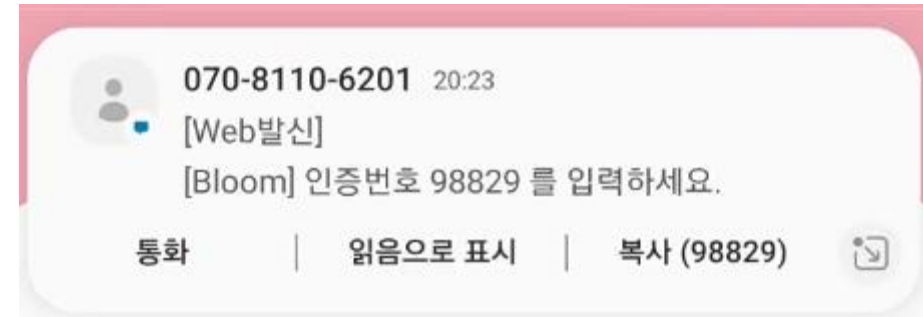 070-8110-6201 20:23
[Web발신]
[Bloom] 인증번호 98829 를 입력하세요.
통화 | 읽음으로 표시 | 복사 (98829)